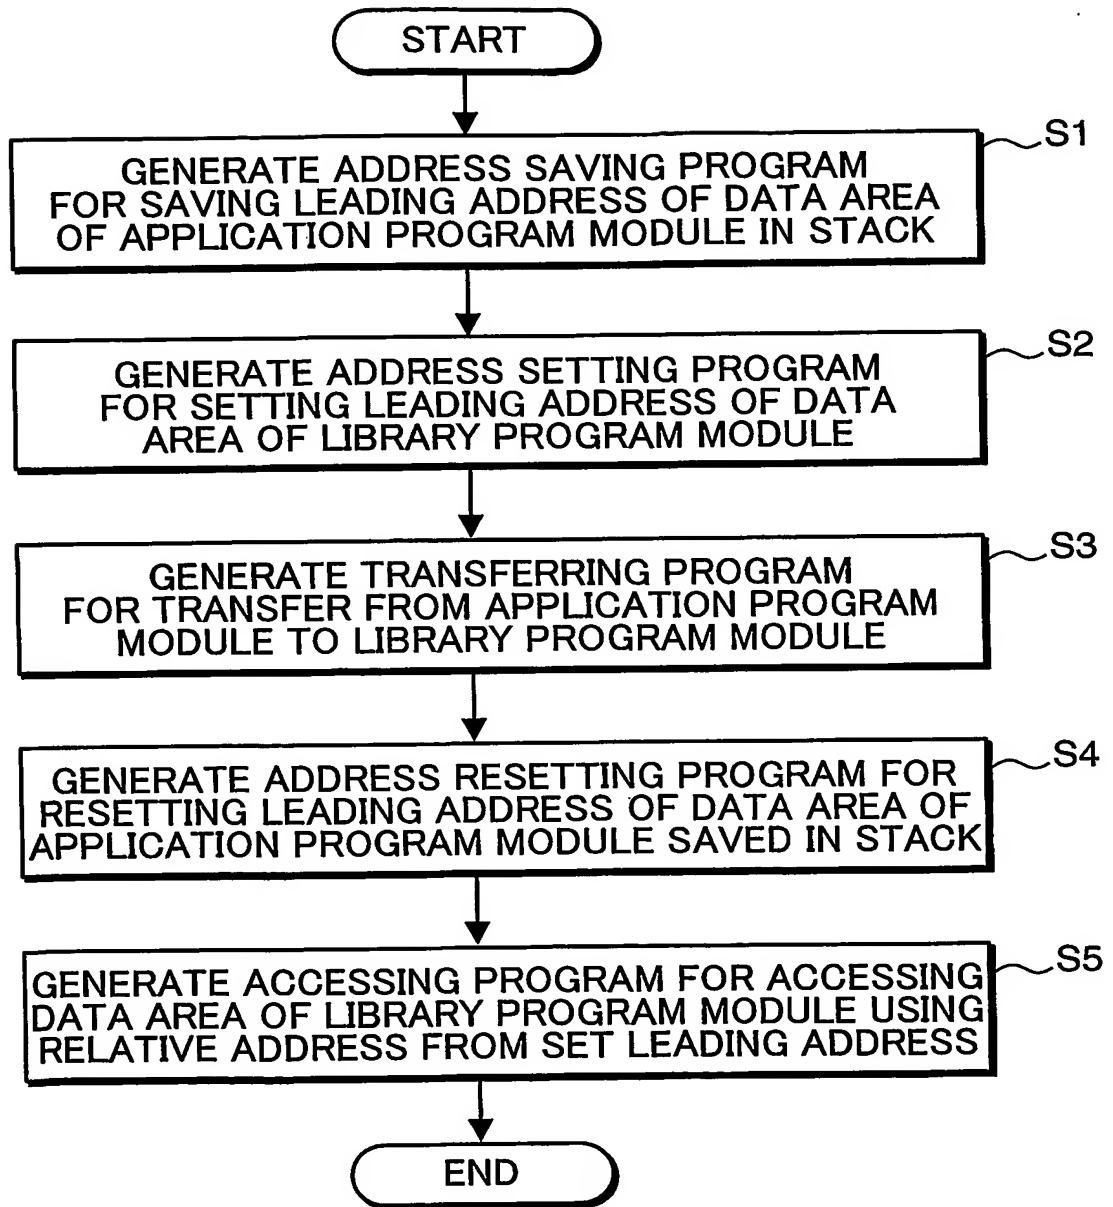 START
S1
GENERATE ADDRESS SAVING PROGRAM
FOR SAVING LEADING ADDRESS OF DATA AREA
OF APPLICATION PROGRAM MODULE IN STACK
S2
GENERATE ADDRESS SETTING PROGRAM
FOR SETTING LEADING ADDRESS OF DATA
AREA OF LIBRARY PROGRAM MODULE
S3
GENERATE TRANSFERRING PROGRAM
FOR TRANSFER FROM APPLICATION PROGRAM
MODULE TO LIBRARY PROGRAM MODULE
S4
GENERATE ADDRESS RESETTING PROGRAM FOR
RESETTING LEADING ADDRESS OF DATA AREA OF
APPLICATION PROGRAM MODULE SAVED IN STACK
S5
GENERATE ACCESSING PROGRAM FOR ACCESSING
DATA AREA OF LIBRARY PROGRAM MODULE USING
RELATIVE ADDRESS FROM SET LEADING ADDRESS
END